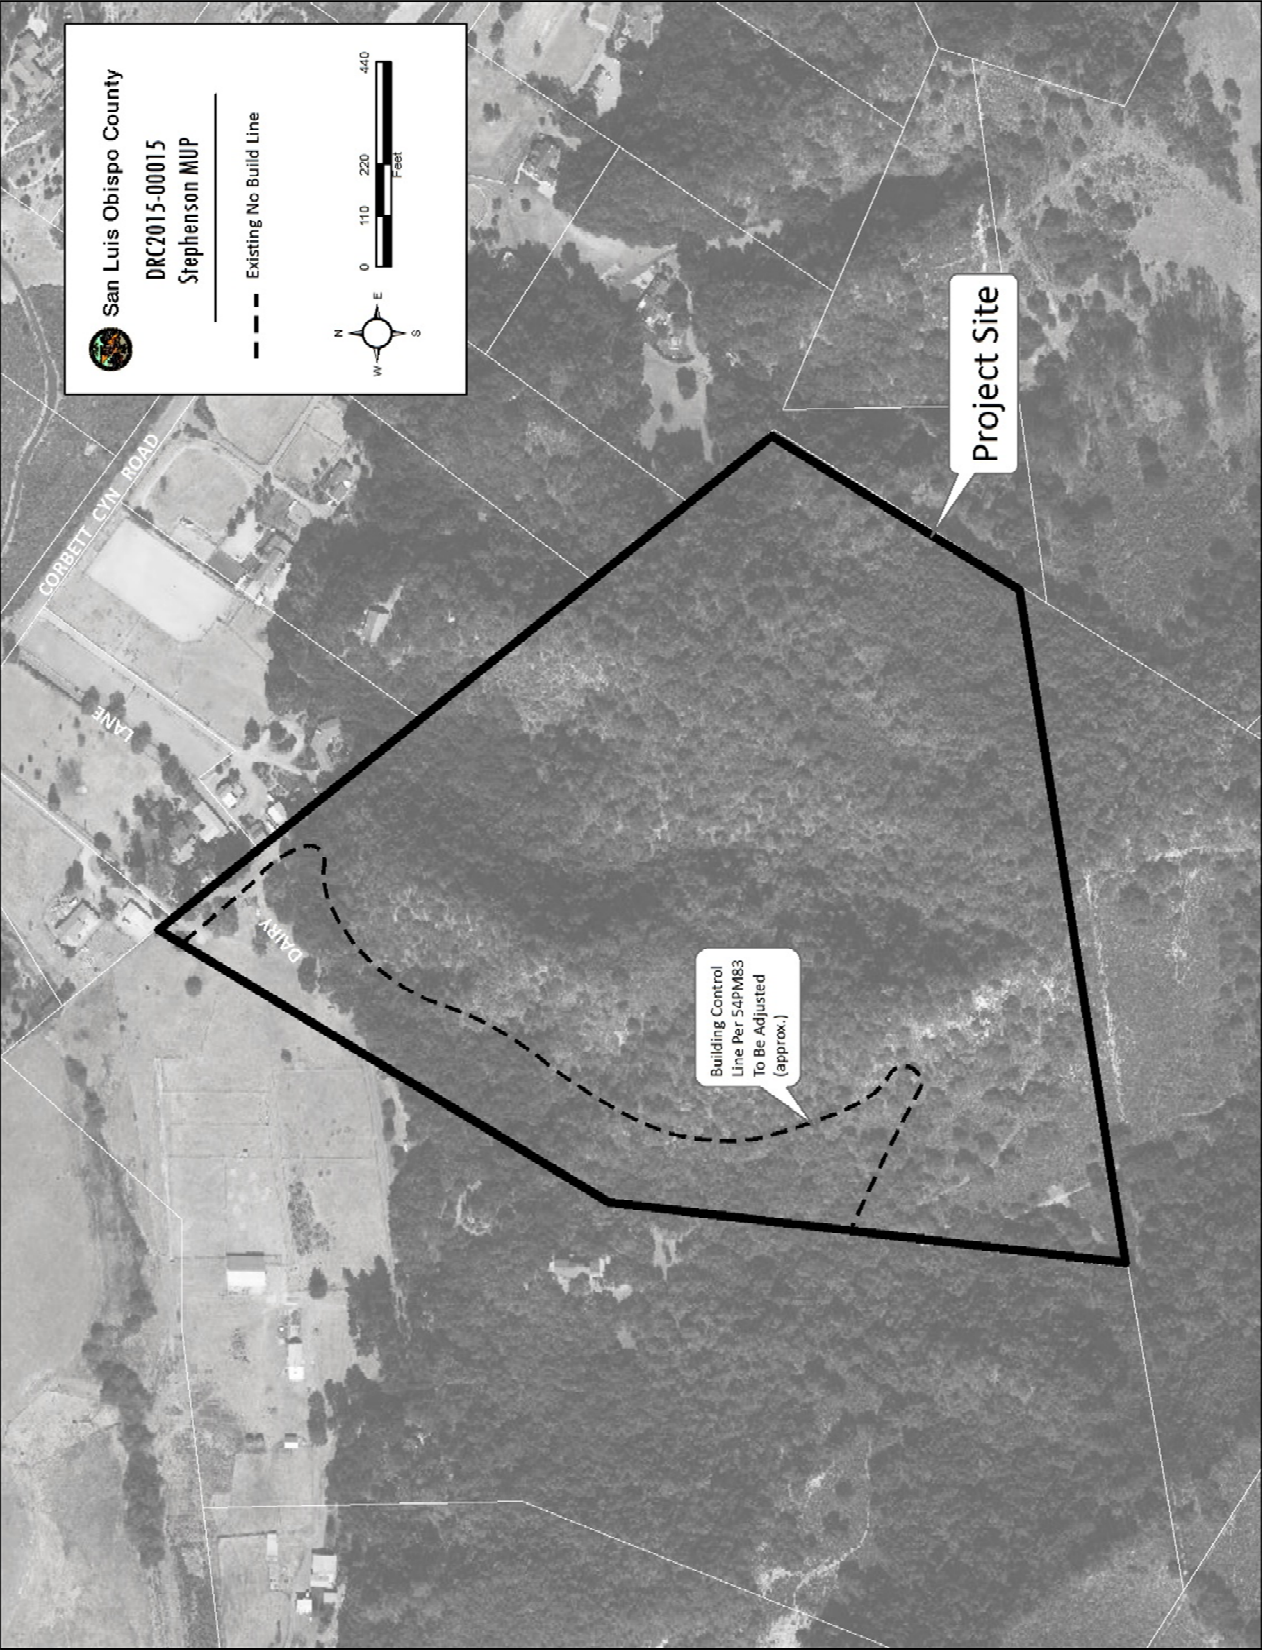 San Luis Obispo County
DRC2015-00015
Stephenson MUP
Existing No Build Line
N
W
E
S
0 110 220 440
Feet
CORBETT CYN ROAD
LANE
DAIRY
Project Site
Building Control
Line Per 54PM83
To Be Adjusted
(approx.)